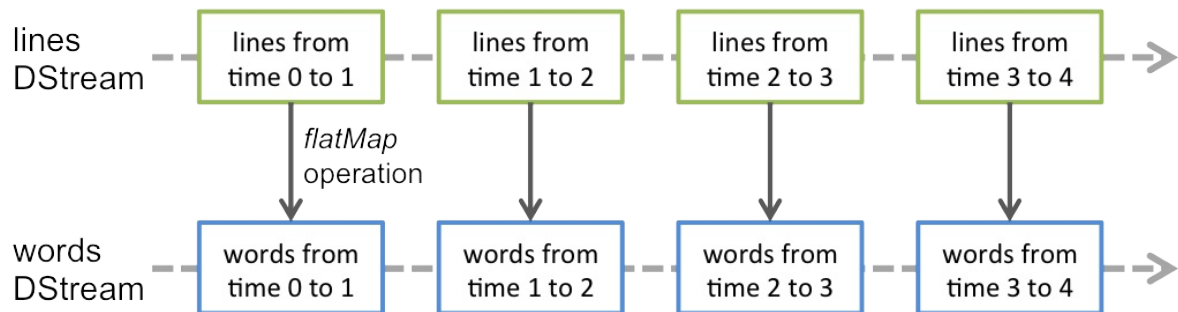 lines
DStream
lines from
time 0 to 1
lines from
time 1 to 2
lines from
time 2 to 3
lines from
time 3 to 4
flatMap
operation
words
DStream
words from
time 0 to 1
words from
time 1 to 2
words from
time 2 to 3
words from
time 3 to 4